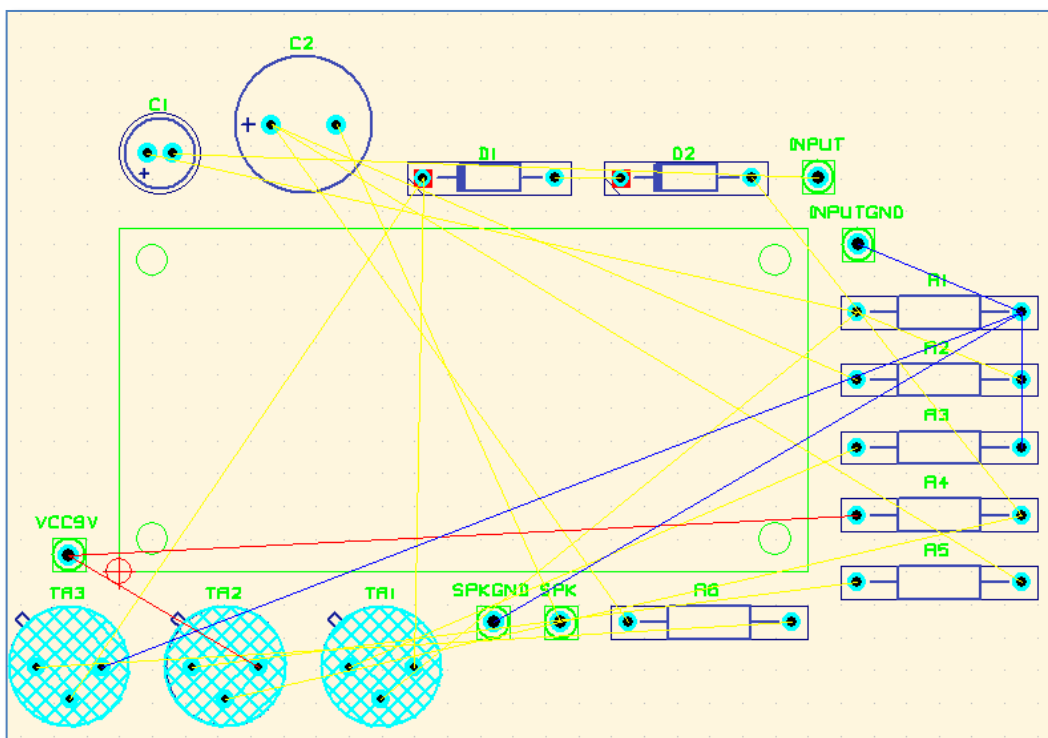 C2
C1
D1
D2
INPUT
INPUTGND
R1
R2
R3
R4
VCC9V
R5
TR3
TR2
TR1
SPKGND
SPK
R6